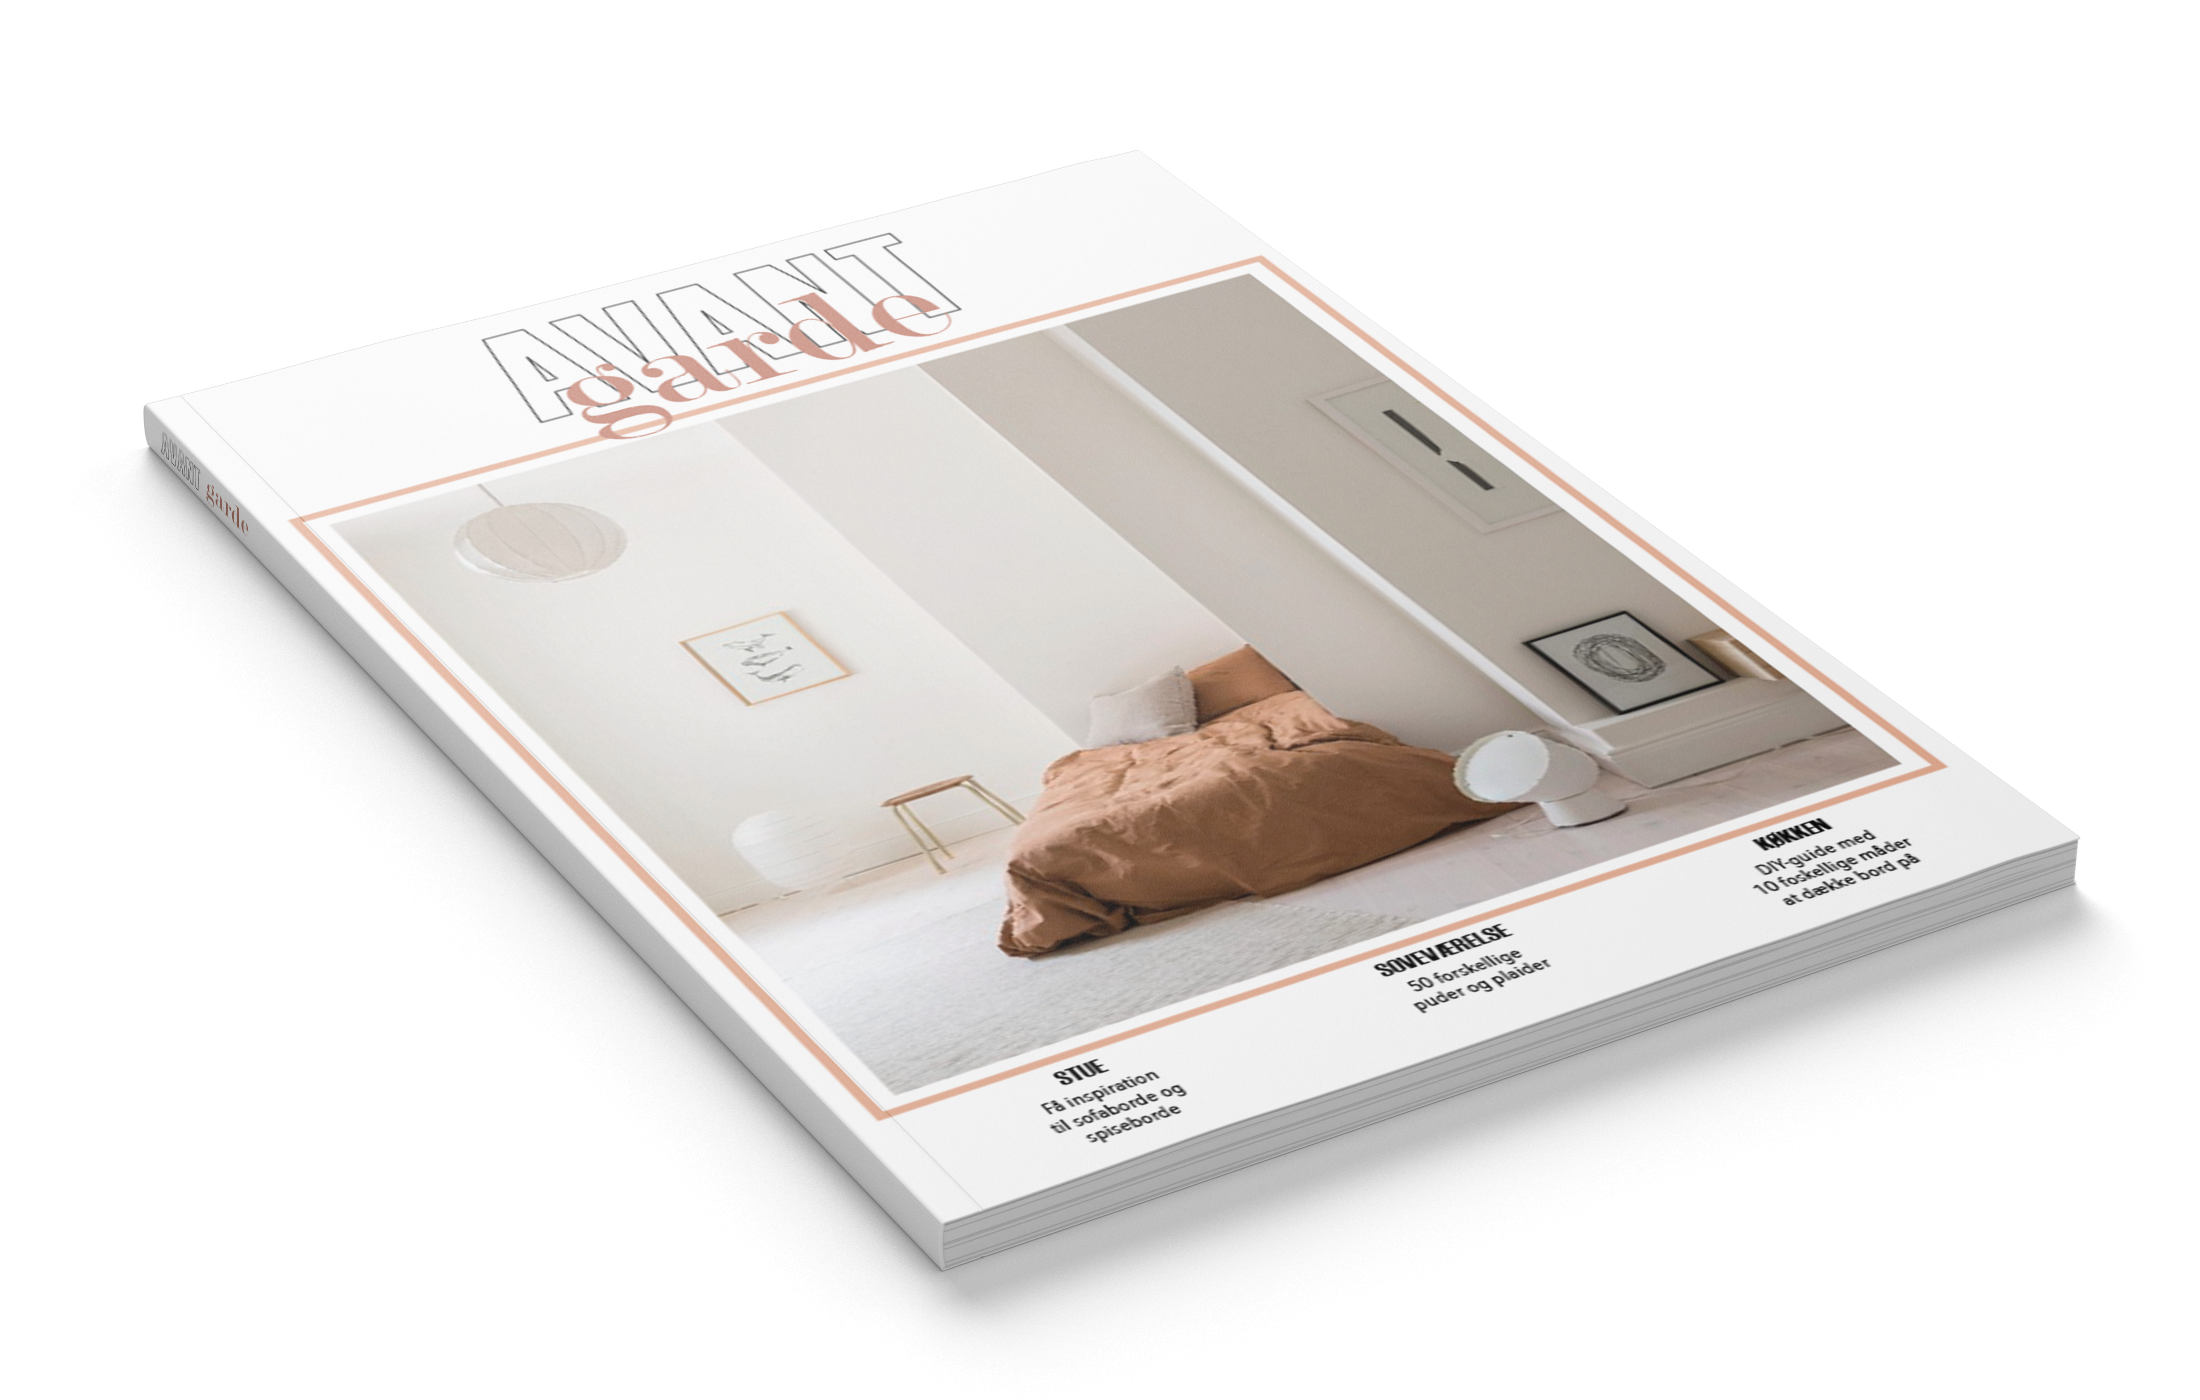 AVANT
garde
AVANT garde
STUE
Få inspiration
til sofaborde og
spiseborde
SOVEVÆRELSE
50 forskellige
puder og plaider
KØKKEN
DIY-guide med
10 foskellige måder
at dække bord på